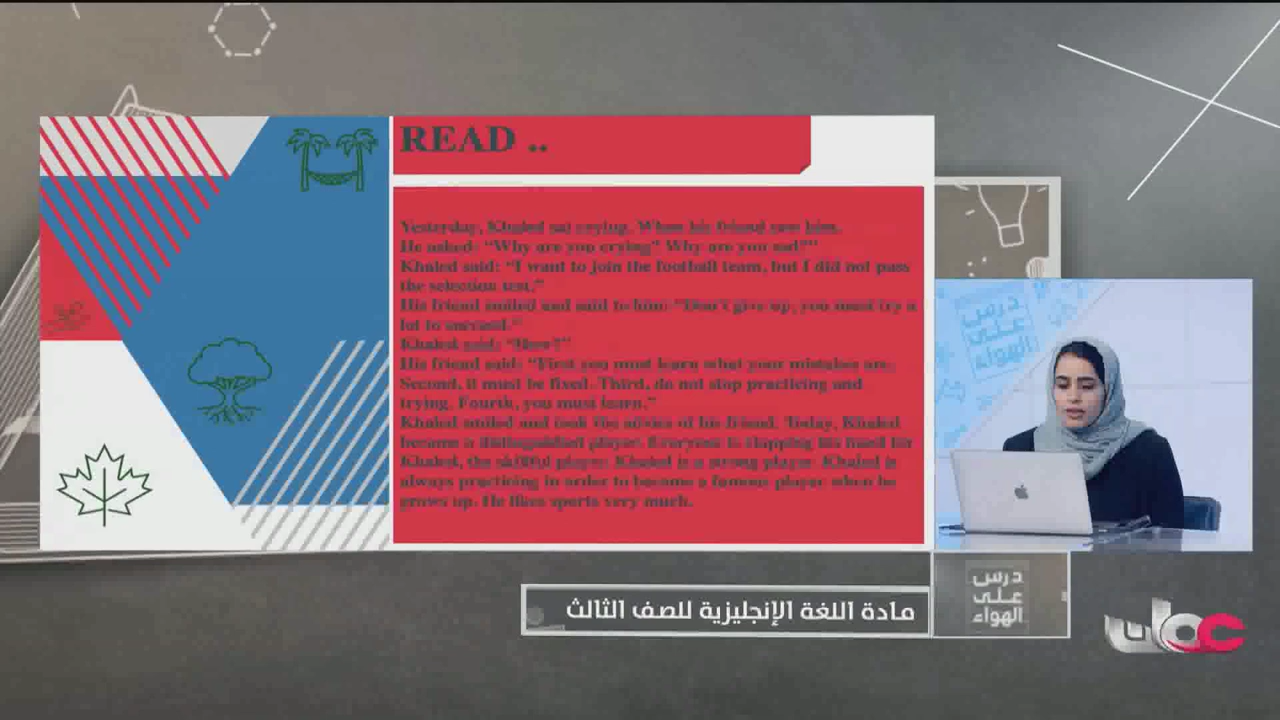 READ ..
Yesterday, Khaled sat crying. When his friend saw him.
He asked: “Why are you crying? Why are you sad?”
Khaled said: “I want to join the football team, but I did not pass
the selection test.”
His friend smiled and said to him: “Don't give up, you must try a
lot to succeed.”
Khaled said: “How?”
His friend said: “First you must learn what your mistakes are.
Second, it must be fixed. Third, do not stop practicing and
trying. Fourth, you must learn.”
Khaled smiled and took the advice of his friend. Today, Khaled
became a distinguished player. Everyone is clapping his hand for
Khaled, the skillful player. Khaled is a strong player. Khaled is
always practicing in order to become a famous player when he
grows up. He likes sports very much.
درس
على
الهواء
مادة اللغة الإنجليزية للصف الثالث
درس
على
الهواء